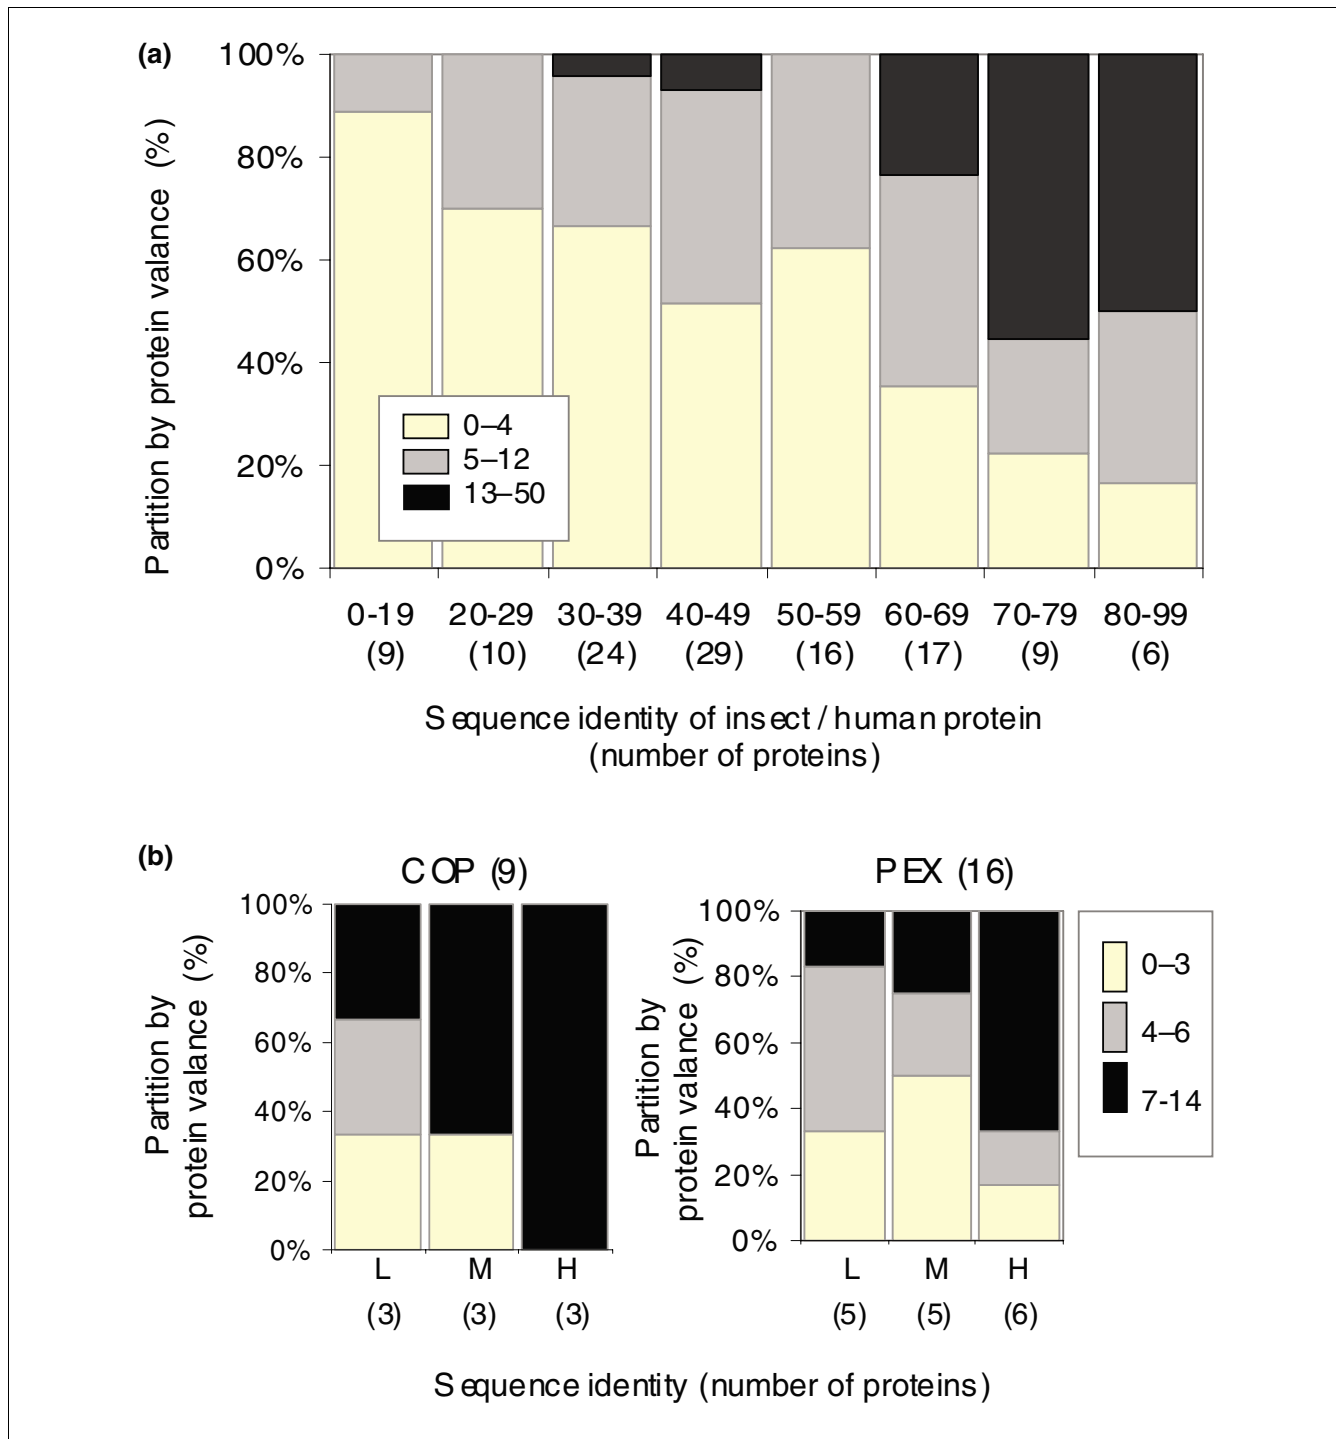 (a)
Partition by protein valance (%)
100%
80%
60%
40%
20%
0%
0–4
5–12
13–50
0-19 20-29 30-39 40-49 50-59 60-69 70-79 80-99
(9) (10) (24) (29) (16) (17) (9) (6)
Sequence identity of insect / human protein
(number of proteins)
(b)
COP (9)
Partition by
protein valance (%)
100%
80%
60%
40%
20%
0%
L M H
(3) (3) (3)
PEX (16)
Partition by
protein valance (%)
100%
80%
60%
40%
20%
0%
L M H
(5) (5) (6)
0–3
4–6
7-14
Sequence identity (number of proteins)